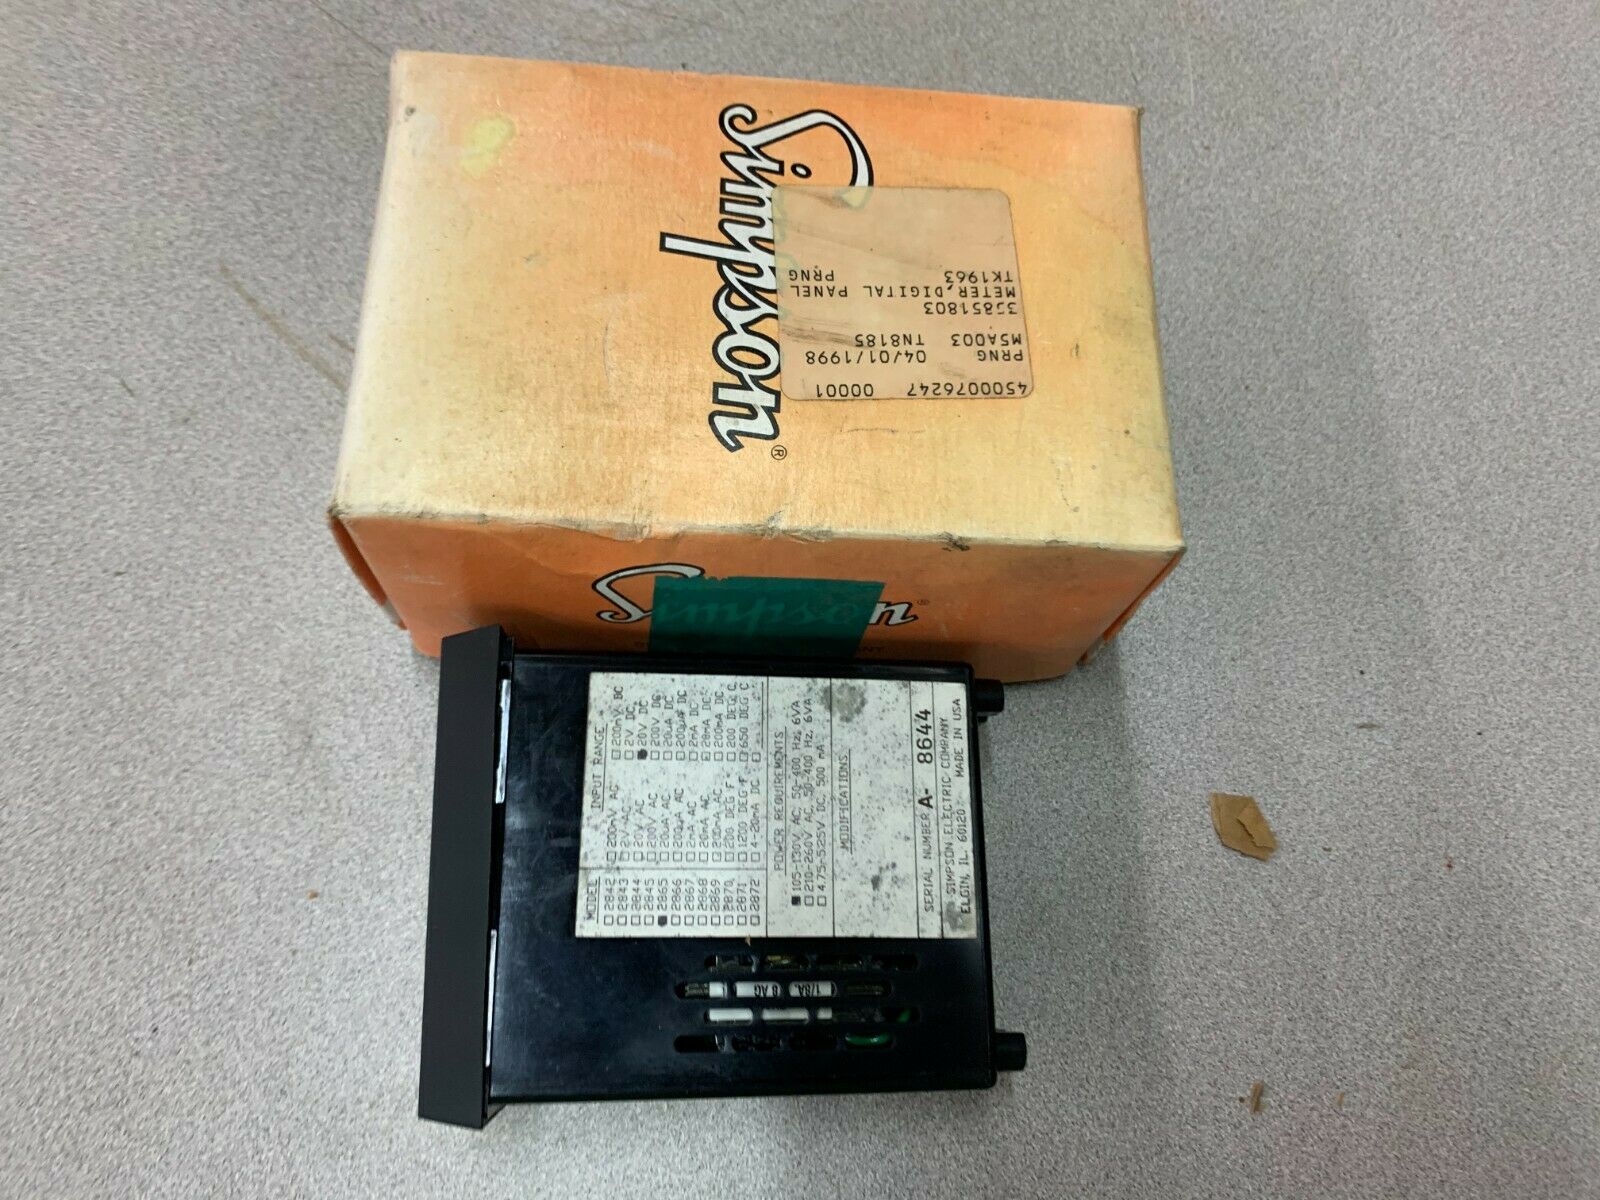 Simpson®
4500076247 00001
PRNG 04/01/1998
M5A003 TN8185
METER,DIGITAL PANEL
TK1963 PRNG
Simpson®
MODEL
□ 2842
□ 2843
□ 2844
□ 2845
■ 2865
□ 2866
□ 2867
□ 2868
□ 2869
□ 2870
□ 2871
□ 2872
INPUT RANGE
□ 200mV AC □ 200mV DC
□ 2V AC □ 2V DC
□ 20V AC ■ 20V DC
□ 200V AC □ 200V DC
□ 20µA AC □ 20µA DC
□ 200µA AC □ 200µA DC
□ 2mA AC □ 2mA DC
□ 20mA AC □ 20mA DC
□ 200mA AC □ 200mA DC
□ 200 DEG F □ 200 DEG C
□ 1200 DEG F □ 650 DEG C
□ 4-20mA DC □
POWER REQUIREMENTS
■ 105-130V AC, 50-400 Hz, 6VA
□ 210-260V AC, 50-400 Hz, 6VA
□ 4.75-5.25V DC, 500 mA
MODIFICATIONS
SERIAL NUMBER A- 8644
SIMPSON ELECTRIC COMPANY
ELGIN, IL 60120 MADE IN USA
8 AG 1/8A.